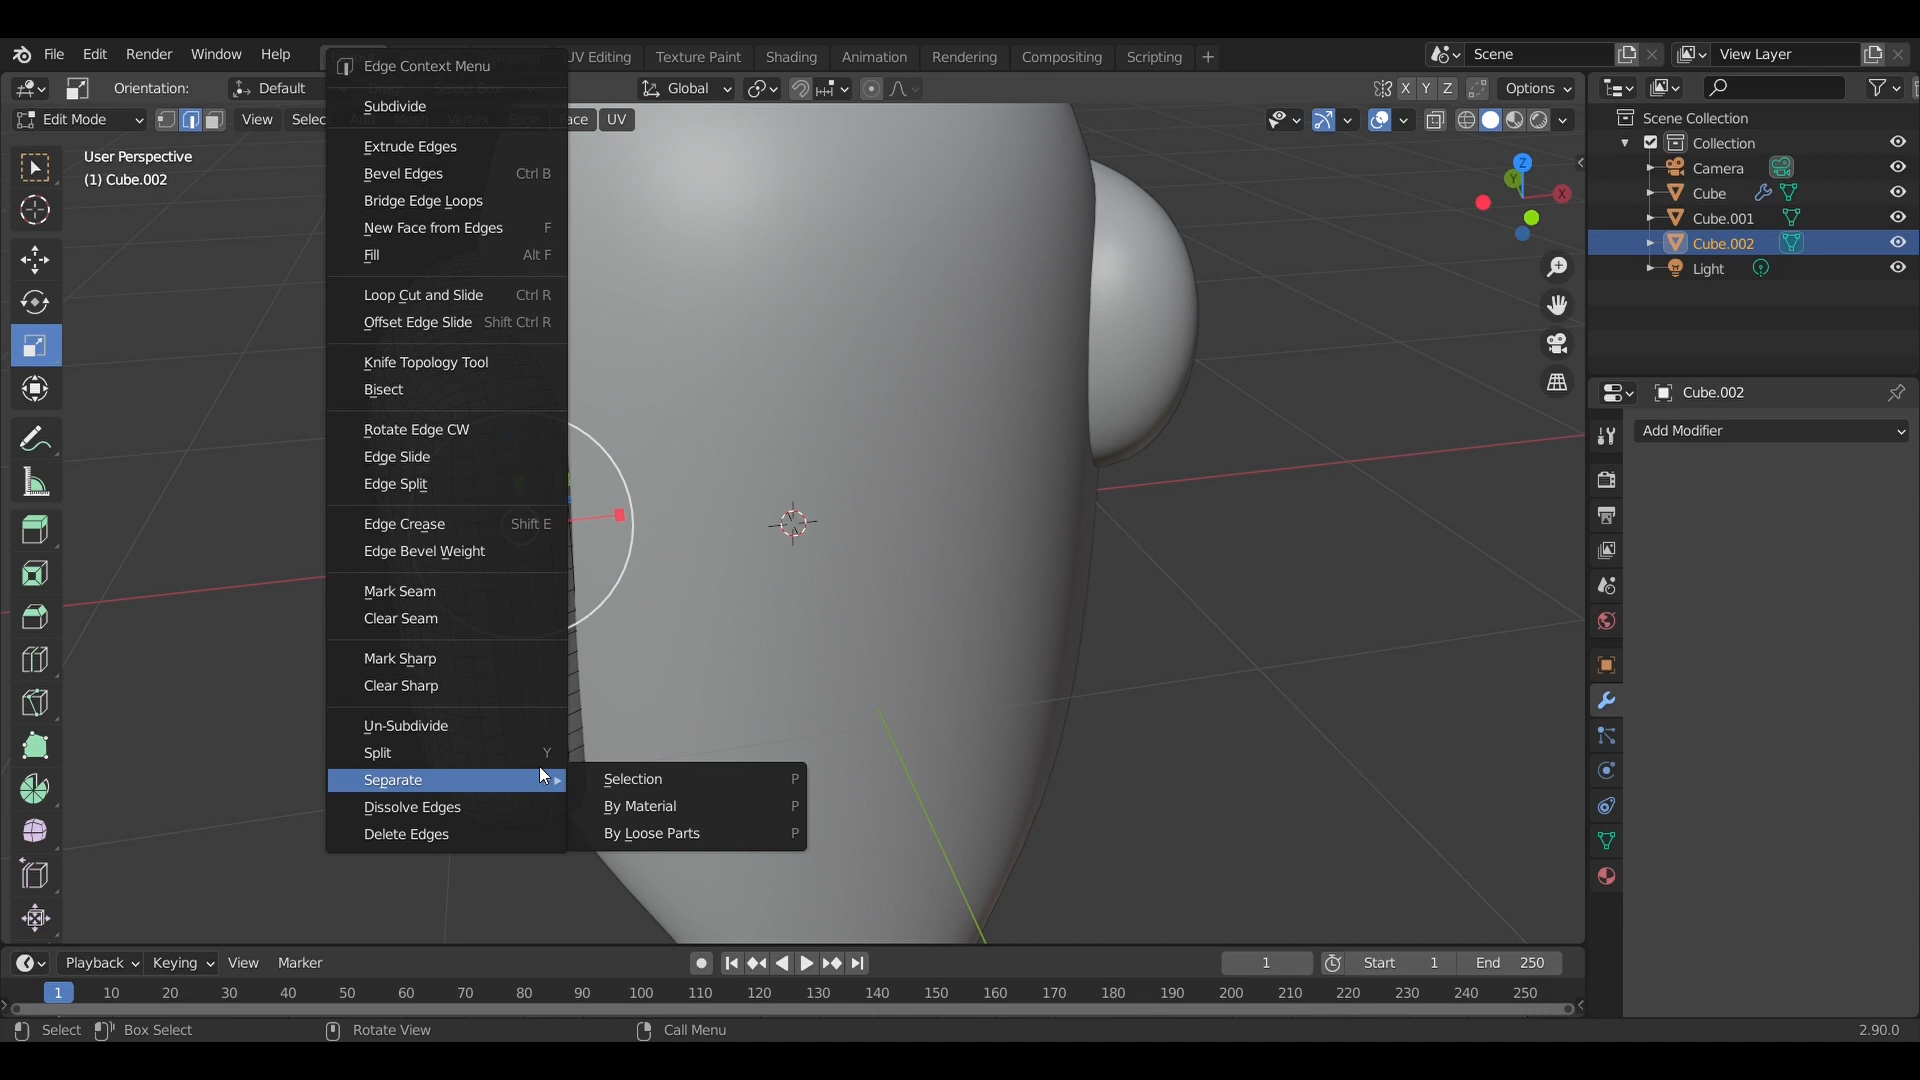 File Edit Render Window Help UV Editing Texture Paint Shading Animation Rendering Compositing Scripting + Scene View Layer
Orientation: Default Global X Y Z Options
Edit Mode View Selec Face UV
User Perspective
(1) Cube.002
Edge Context Menu
Subdivide
Extrude Edges
Bevel Edges Ctrl B
Bridge Edge Loops
New Face from Edges F
Fill Alt F
Loop Cut and Slide Ctrl R
Offset Edge Slide Shift Ctrl R
Knife Topology Tool
Bisect
Rotate Edge CW
Edge Slide
Edge Split
Edge Crease Shift E
Edge Bevel Weight
Mark Seam
Clear Seam
Mark Sharp
Clear Sharp
Un-Subdivide
Split Y
Separate
Dissolve Edges
Delete Edges
Selection P
By Material P
By Loose Parts P
Z
Y
X
Scene Collection
Collection
Camera
Cube
Cube.001
Cube.002
Light
Cube.002
Add Modifier
Playback Keying View Marker 1 Start 1 End 250
1 10 20 30 40 50 60 70 80 90 100 110 120 130 140 150 160 170 180 190 200 210 220 230 240 250
Select Box Select Rotate View Call Menu 2.90.0